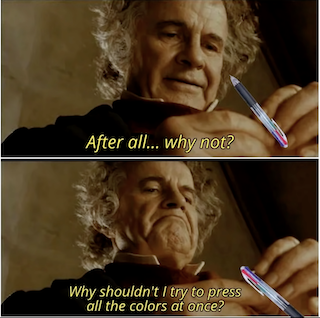 After all... why not?
Why shouldn't I try to press
all the colors at once?